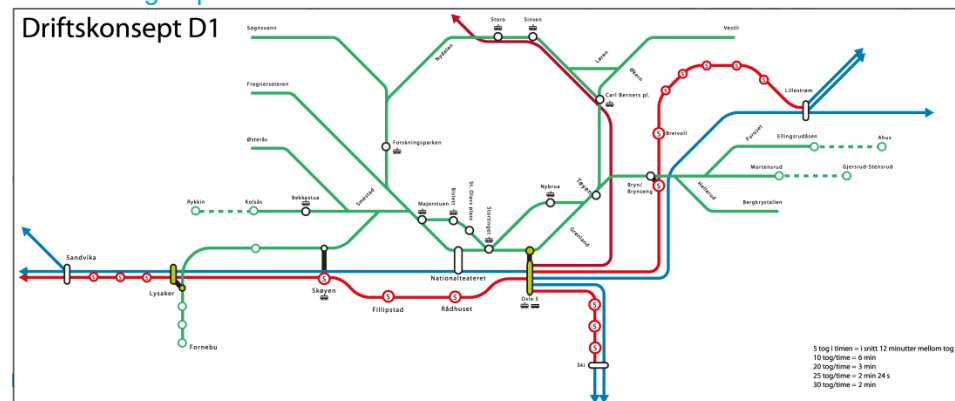 Driftskonsept D1
Sognsvann
Storo
Sinsen
Vestli
Nydalen
Løren
Økern
Frognerseteren
Carl Berners pl.
Lillestrøm
S
S
S
S
S
Østerås
Forskningsparken
S
Breivoll
Furuset
Ellingsrudåsen
Ahus
Smestad
Bekkestua
Rykkin
Kolsås
Majorstuen
Bislett
St. Olavs plass
Stortinget
Nybrua
Tøyen
Bryn/
Brynseng
S
Hellerud
Mortensrud
Gjersrud-Stensrud
Bergkrystallen
Grønland
Sandvika
Nationalteateret
S
S
S
Lysaker
S
Skøyen
S
Fillipstad
S
Rådhuset
Oslo S
S
S
S
Fornebu
Ski
5 tog i timen = i snitt 12 minutter mellom tog
10 tog/time = 6 min
20 tog/time = 3 min
25 tog/time = 2 min 24 s
30 tog/time = 2 min